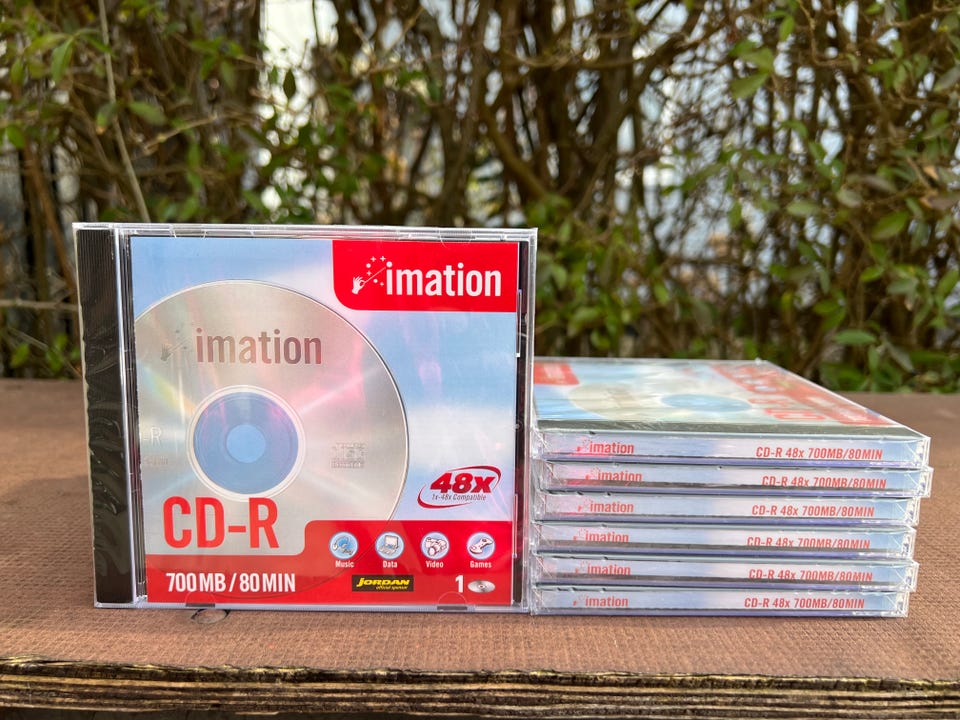 imation
imation
R
CD-R
48x
1x-48x Compatible
Music Data Video Games
700MB/80MIN
JORDAN
official sponsor
1
imation CD-R 48x 700MB/80MIN
imation CD-R 48x 700MB/80MIN
imation CD-R 48x 700MB/80MIN
imation CD-R 48x 700MB/80MIN
imation CD-R 48x 700MB/80MIN
imation CD-R 48x 700MB/80MIN